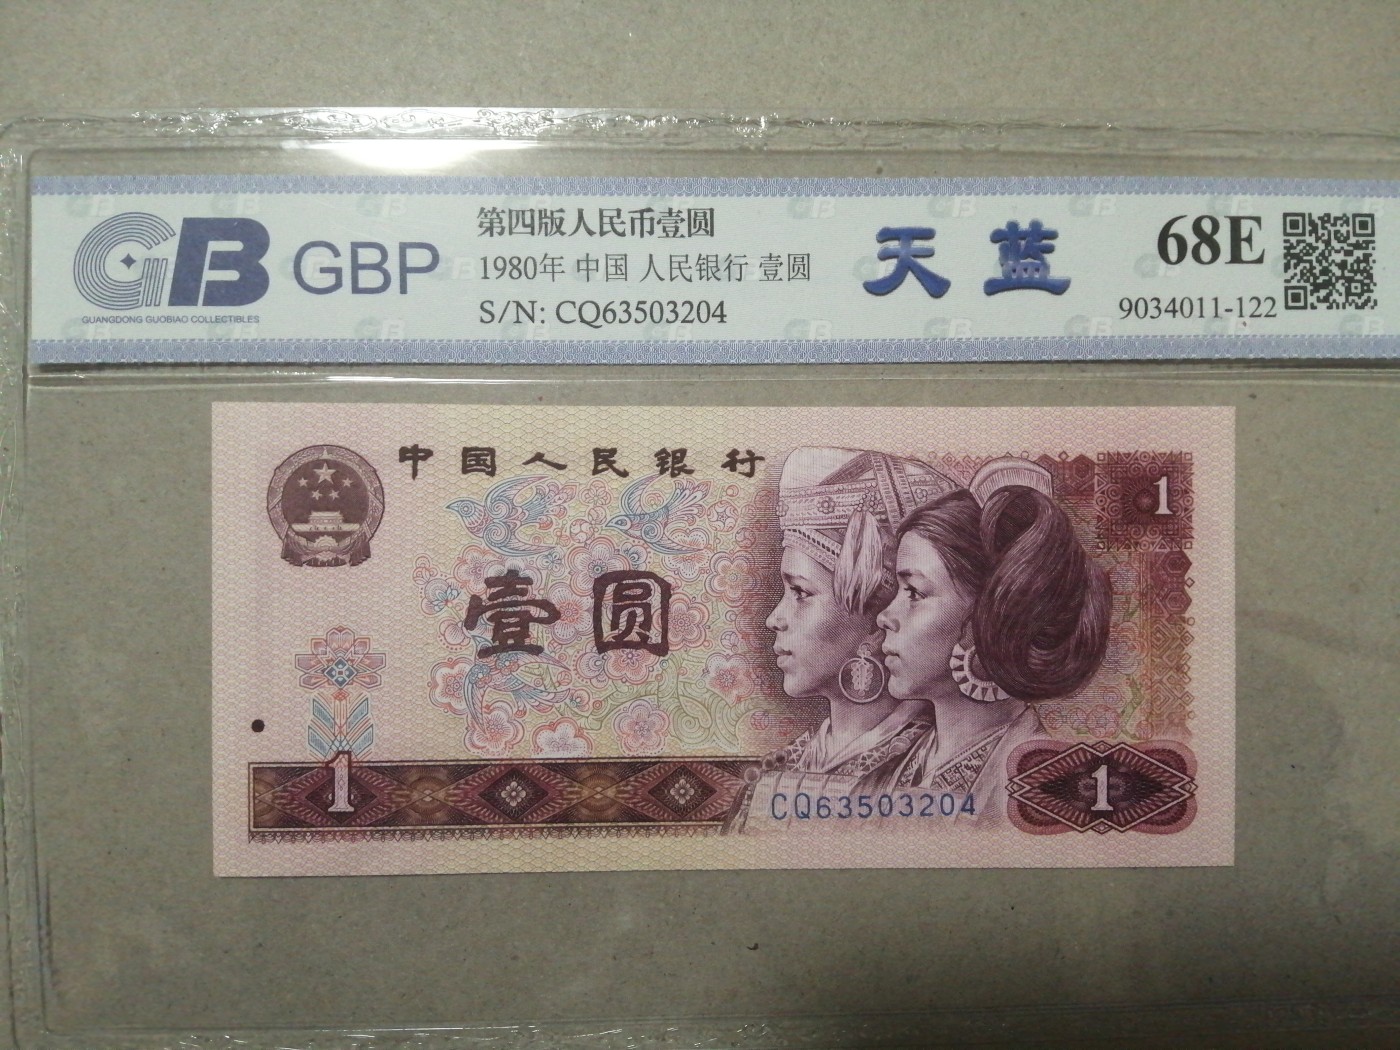 GB GBP
GUANGDONG GUOBIAO COLLECTIBLES
第四版人民币壹圆
1980年 中国 人民银行 壹圆
S/N: CQ63503204
天蓝
68E
9034011-122
中国人民银行
1
壹圆
1
CQ63503204
1